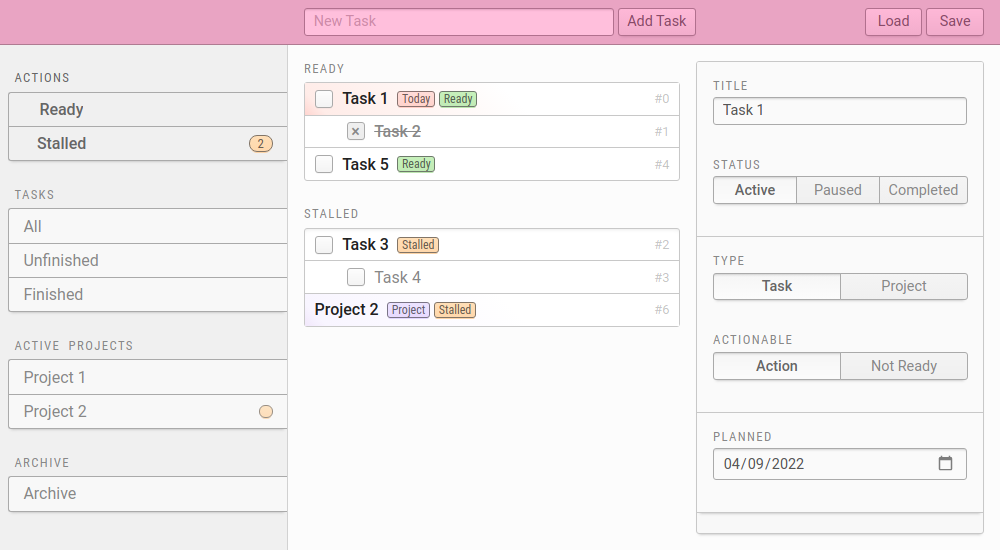 New Task
Add Task
Load
Save
ACTIONS
Ready
Stalled
2
TASKS
All
Unfinished
Finished
ACTIVE PROJECTS
Project 1
Project 2
ARCHIVE
Archive
READY
Task 1 Today Ready #0
× Task 2 #1
Task 5 Ready #4
STALLED
Task 3 Stalled #2
Task 4 #3
Project 2 Project Stalled #6
TITLE
Task 1
STATUS
Active Paused Completed
TYPE
Task Project
ACTIONABLE
Action Not Ready
PLANNED
04/09/2022